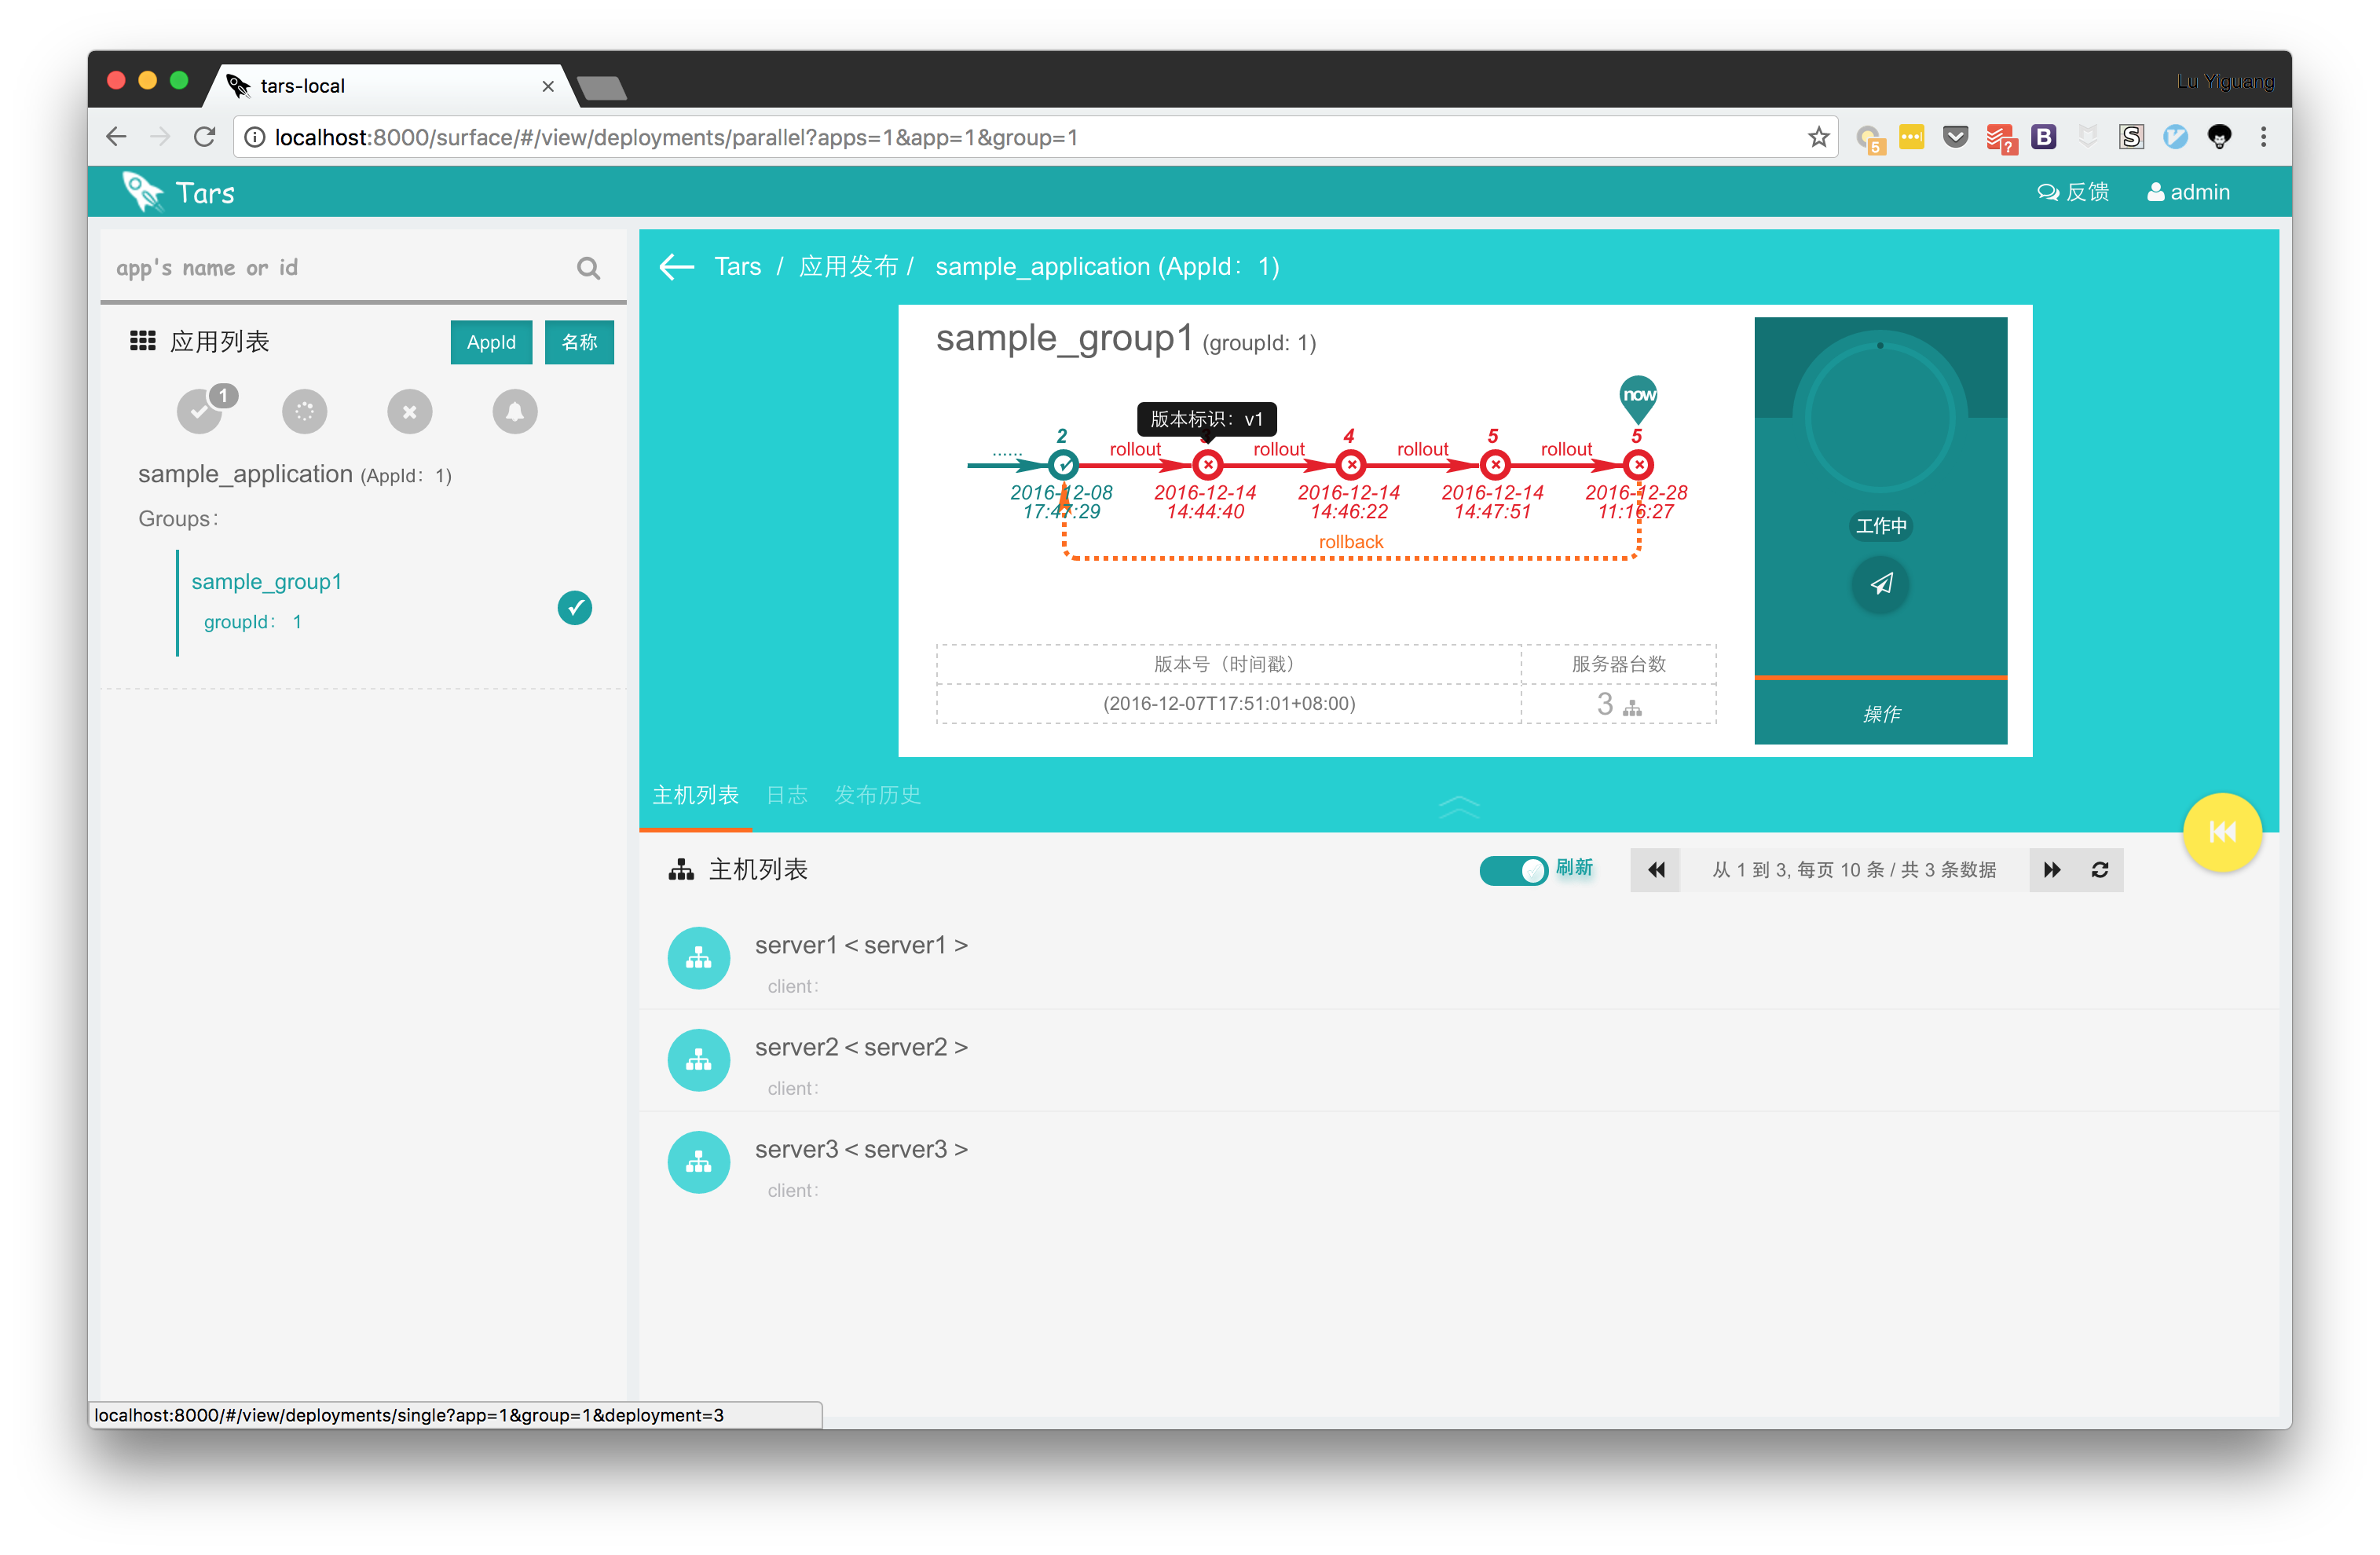 tars-local
Lu Yiguang
localhost:8000/surface/#/view/deployments/parallel?apps=1&app=1&group=1
5
?
B
S
Tars
反馈
admin
app's name or id
应用列表
AppId
名称
1
sample_application (AppId：1)
Groups：
sample_group1
groupId： 1
Tars / 应用发布 / sample_application (AppId：1)
sample_group1 (groupId: 1)
now
版本标识：v1
2
4
5
5
......
rollout
rollout
rollout
rollout
2016-12-08
17:47:29
2016-12-14
14:44:40
2016-12-14
14:46:22
2016-12-14
14:47:51
2016-12-28
11:16:27
rollback
版本号（时间戳）
服务器台数
(2016-12-07T17:51:01+08:00)
3
工作中
操作
主机列表
日志
发布历史
主机列表
刷新
从 1 到 3, 每页 10 条 / 共 3 条数据
server1 < server1 >
client：
server2 < server2 >
client：
server3 < server3 >
client：
localhost:8000/#/view/deployments/single?app=1&group=1&deployment=3